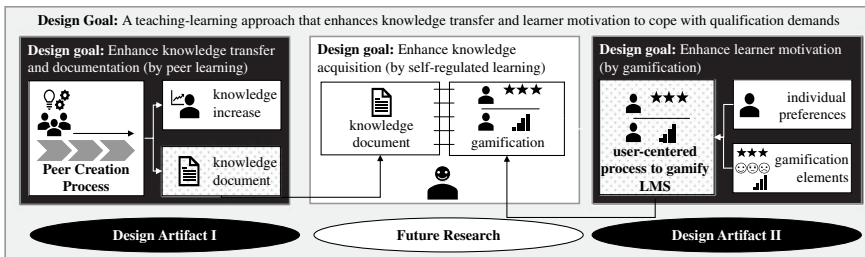 Design Goal: A teaching-learning approach that enhances knowledge transfer and learner motivation to cope with qualification demands
Design goal: Enhance knowledge transfer
and documentation (by peer learning)
knowledge
increase
Peer Creation
Process
knowledge
document
Design goal: Enhance knowledge
acquisition (by self-regulated learning)
knowledge
document
gamification
Design goal: Enhance learner motivation
(by gamification)
user-centered
process to gamify
LMS
individual
preferences
gamification
elements
Design Artifact I
Future Research
Design Artifact II